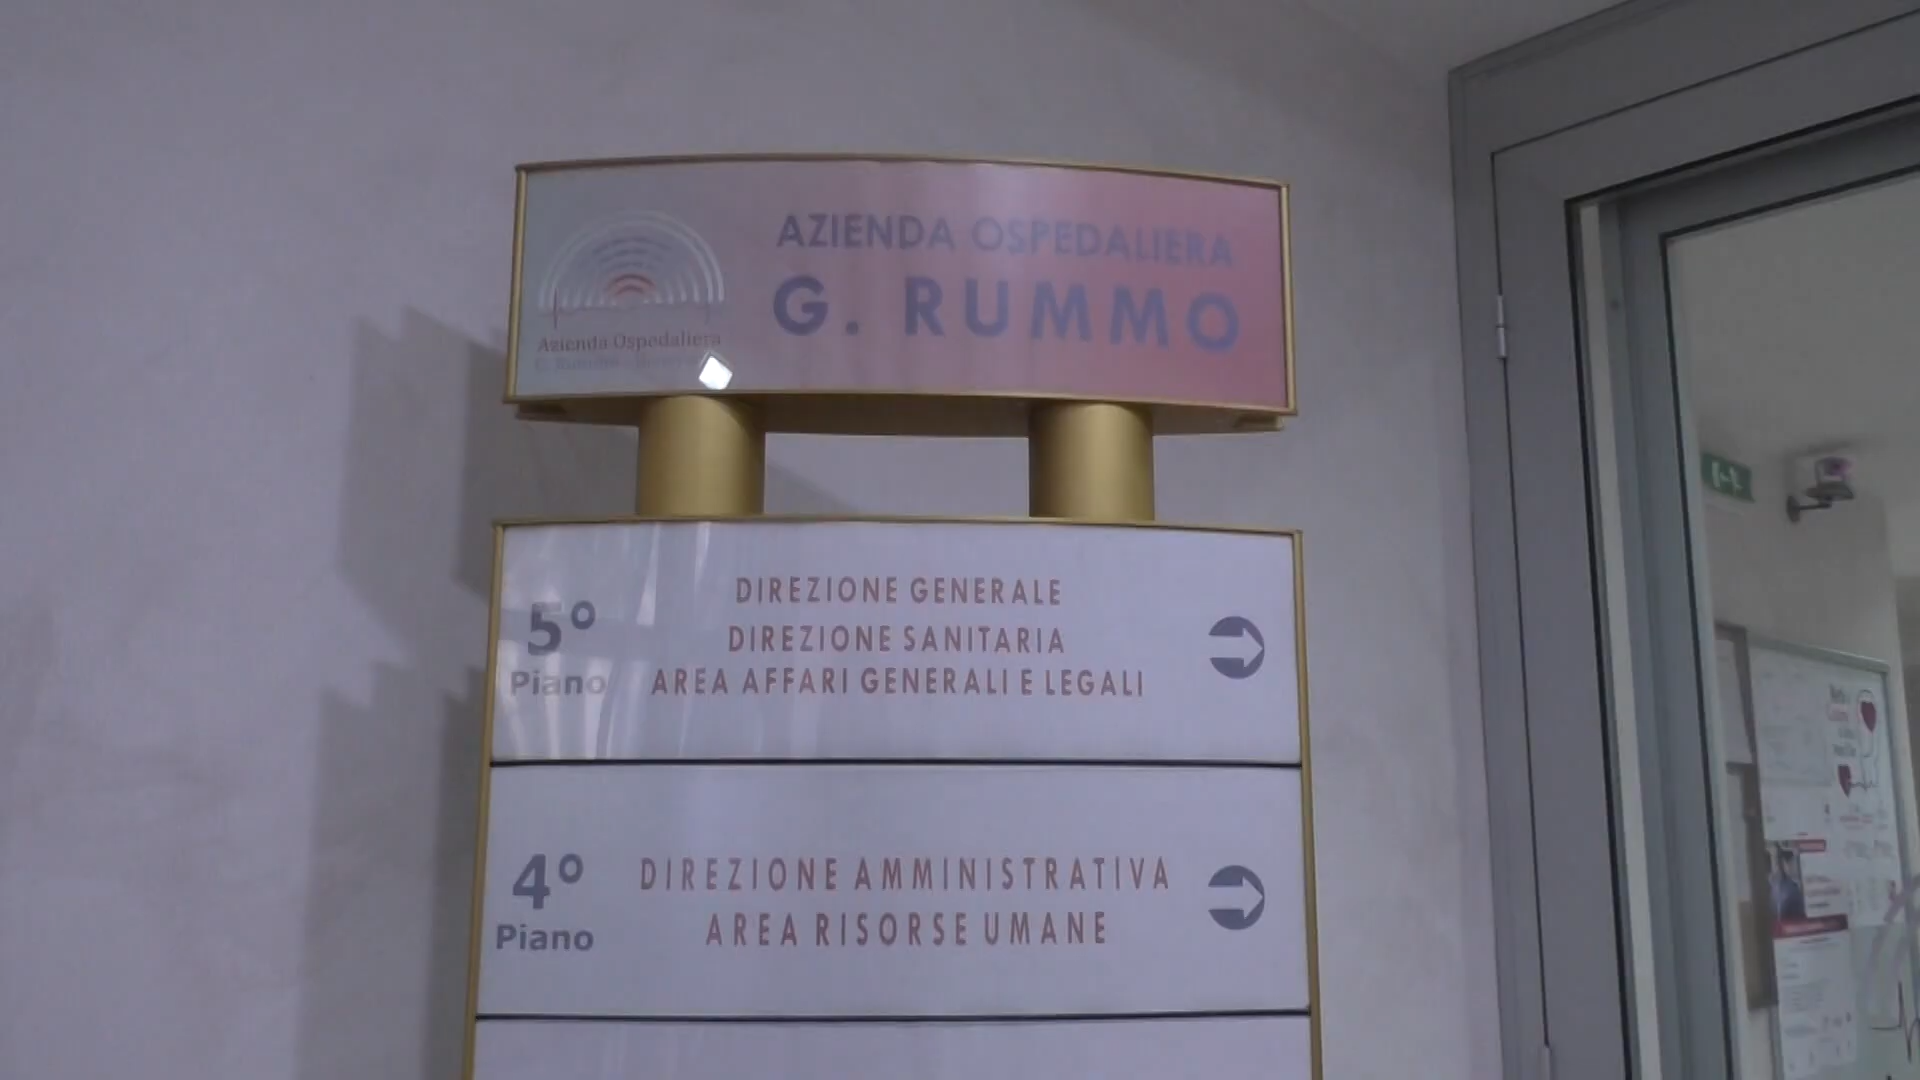 AZIENDA OSPEDALIERA
G. RUMMO
Azienda Ospedaliera
5°
Piano
DIREZIONE GENERALE
DIREZIONE SANITARIA
AREA AFFARI GENERALI E LEGALI
4°
Piano
DIREZIONE AMMINISTRATIVA
AREA RISORSE UMANE